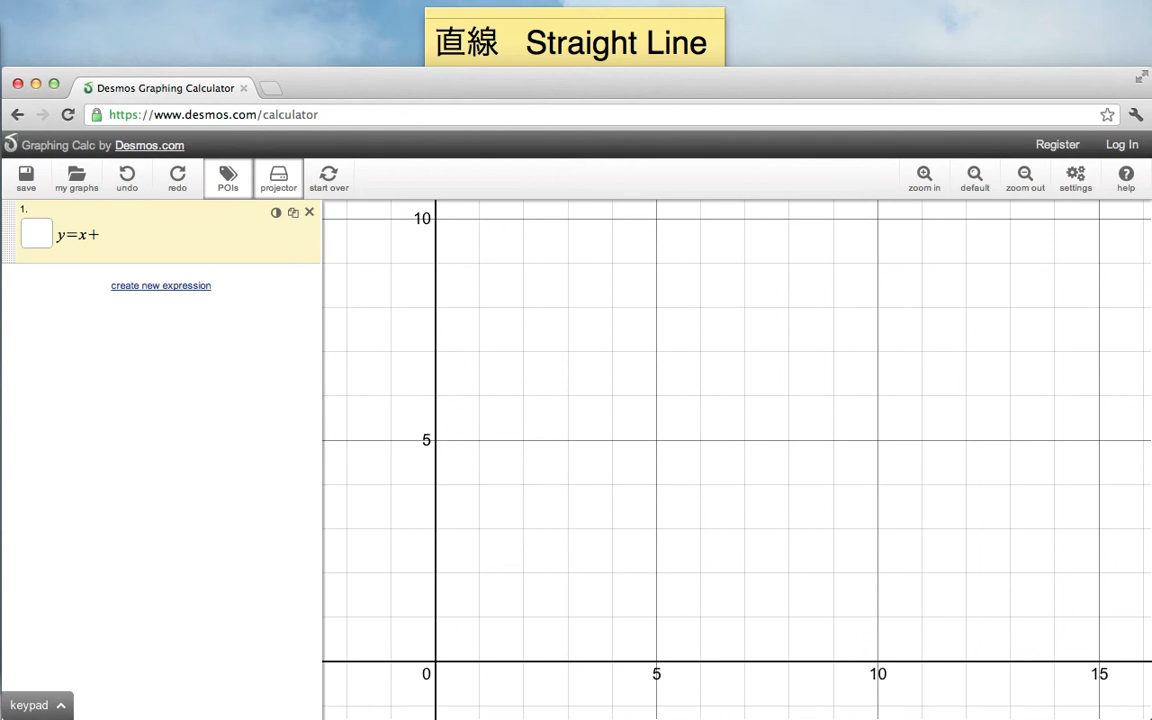 直線 Straight Line
Desmos Graphing Calculator
https://www.desmos.com/calculator
Graphing Calc by Desmos.com Register Log In
save my graphs undo redo POIs projector start over zoom in default zoom out settings help
1.
y=x+
create new expression
10
5
0 5 10 15
keypad